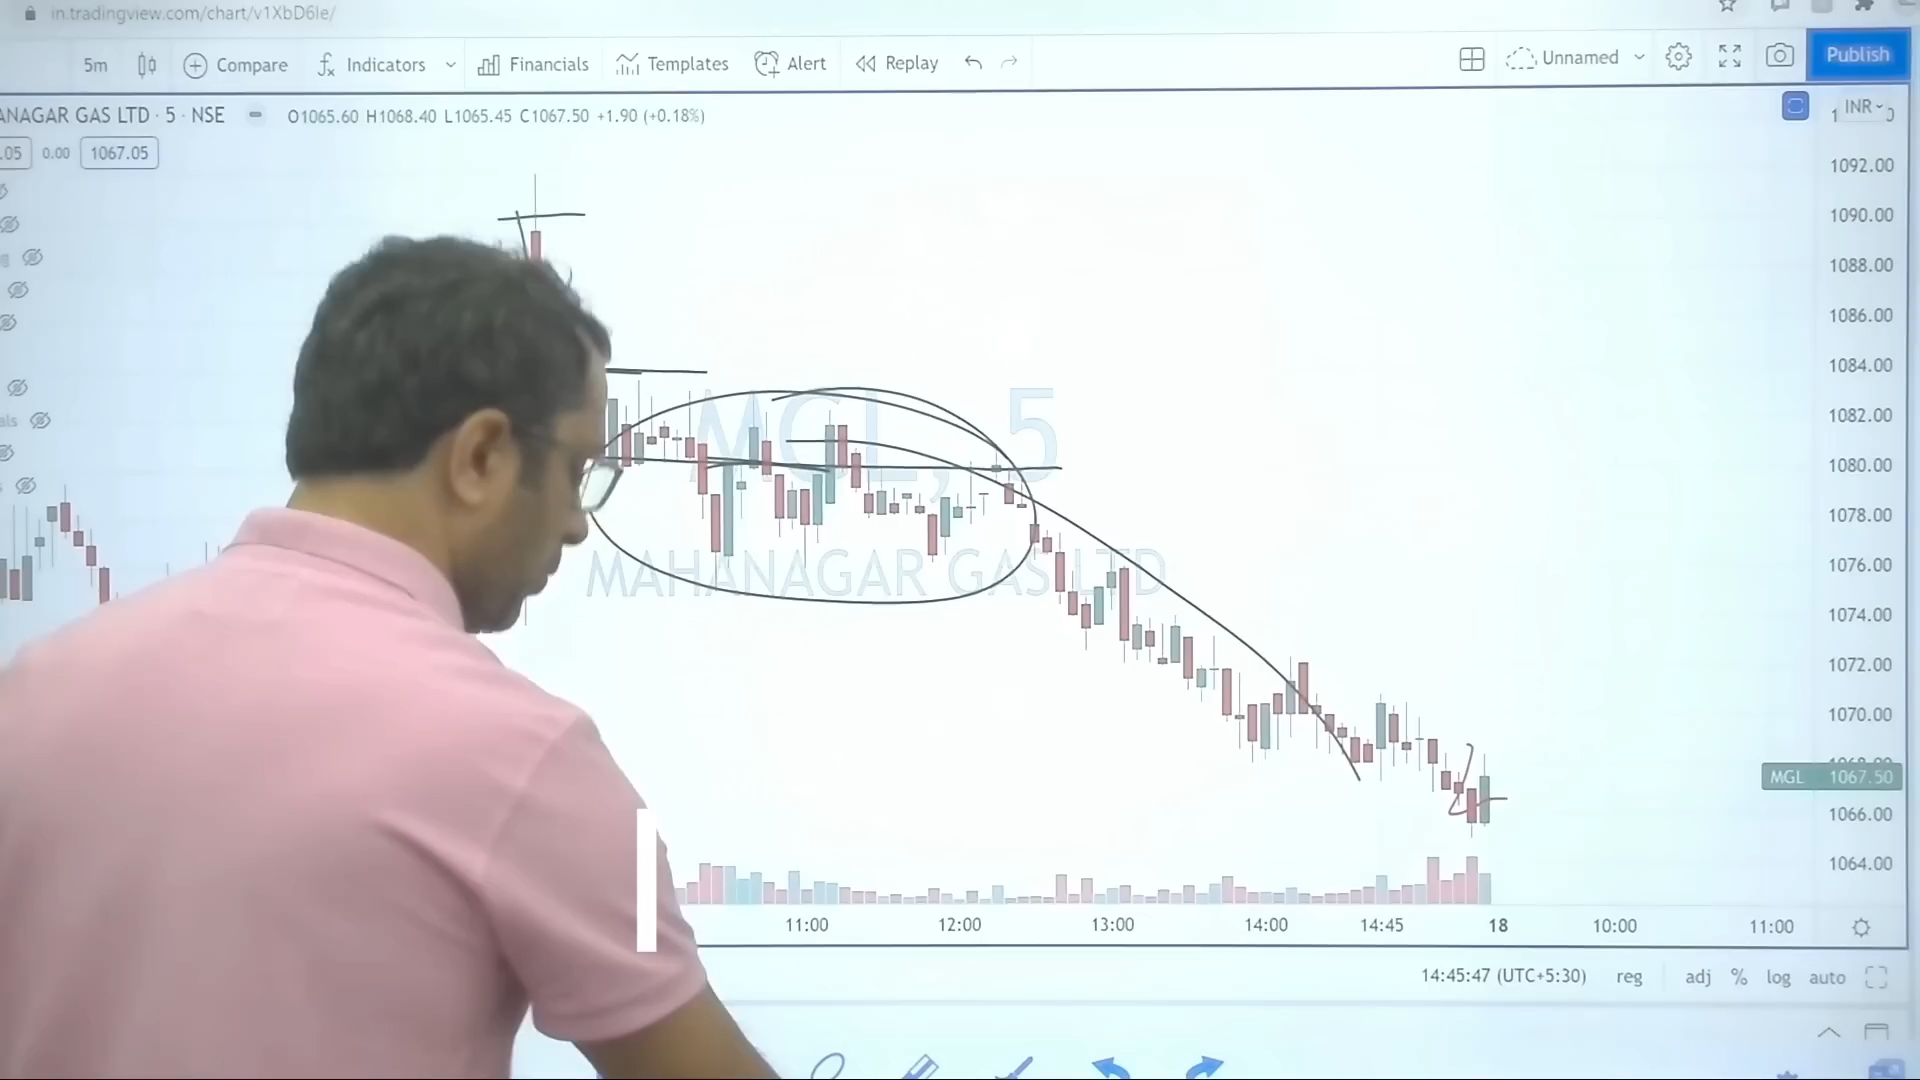 in.tradingview.com/chart/v1XbD6Ie/
5m Compare Indicators Financials Templates Alert Replay Unnamed Publish
ANAGAR GAS LTD · 5 · NSE O1065.60 H1068.40 L1065.45 C1067.50 +1.90 (+0.18%)
INR
.05 0.00 1067.05
1092.00
1090.00
1088.00
1086.00
1084.00
1082.00
1080.00
1078.00
1076.00
1074.00
1072.00
1070.00
MGL 1067.50
1066.00
1064.00
MGL, 5
MAHANAGAR GAS LTD
11:00 12:00 13:00 14:00 14:45 18 10:00 11:00
14:45:47 (UTC+5:30) reg adj % log auto